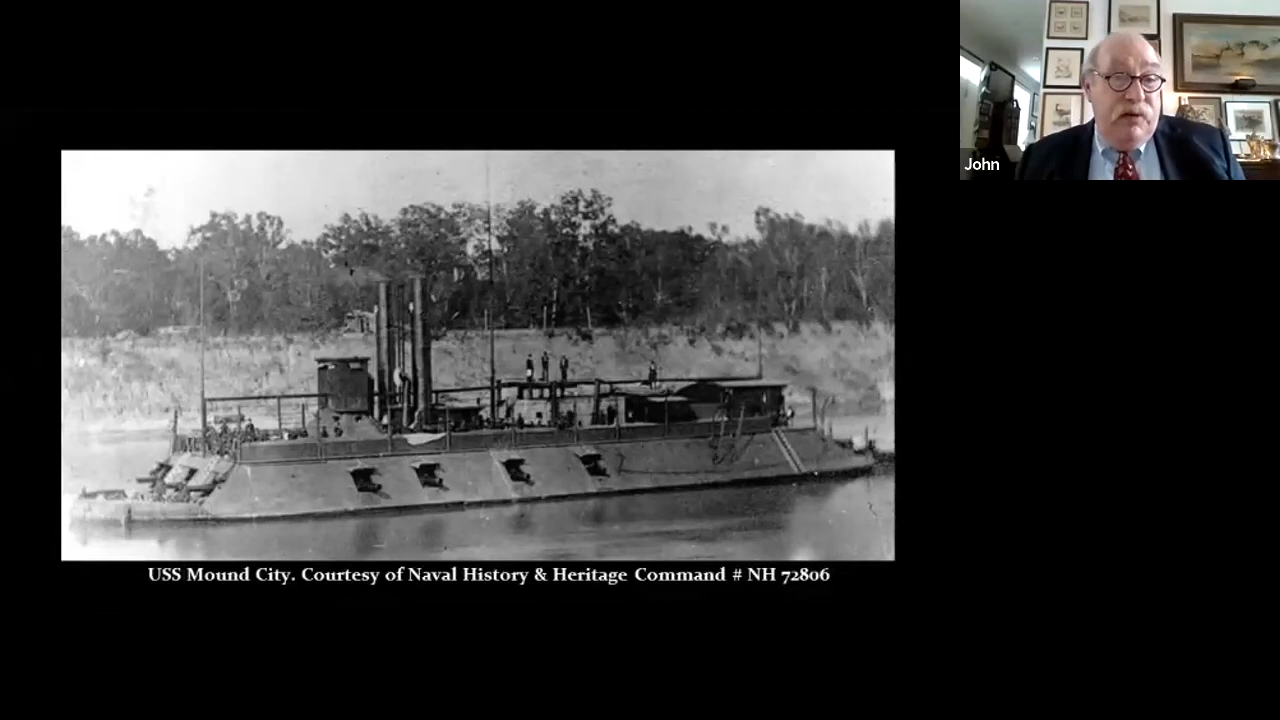 John
USS Mound City. Courtesy of Naval History & Heritage Command # NH 72806